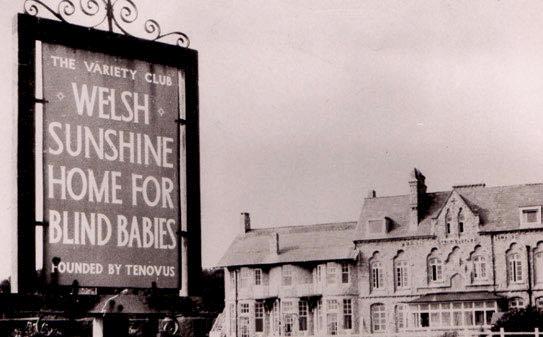 THE VARIETY CLUB
WELSH
SUNSHINE
HOME FOR
BLIND BABIES
FOUNDED BY TENOVUS